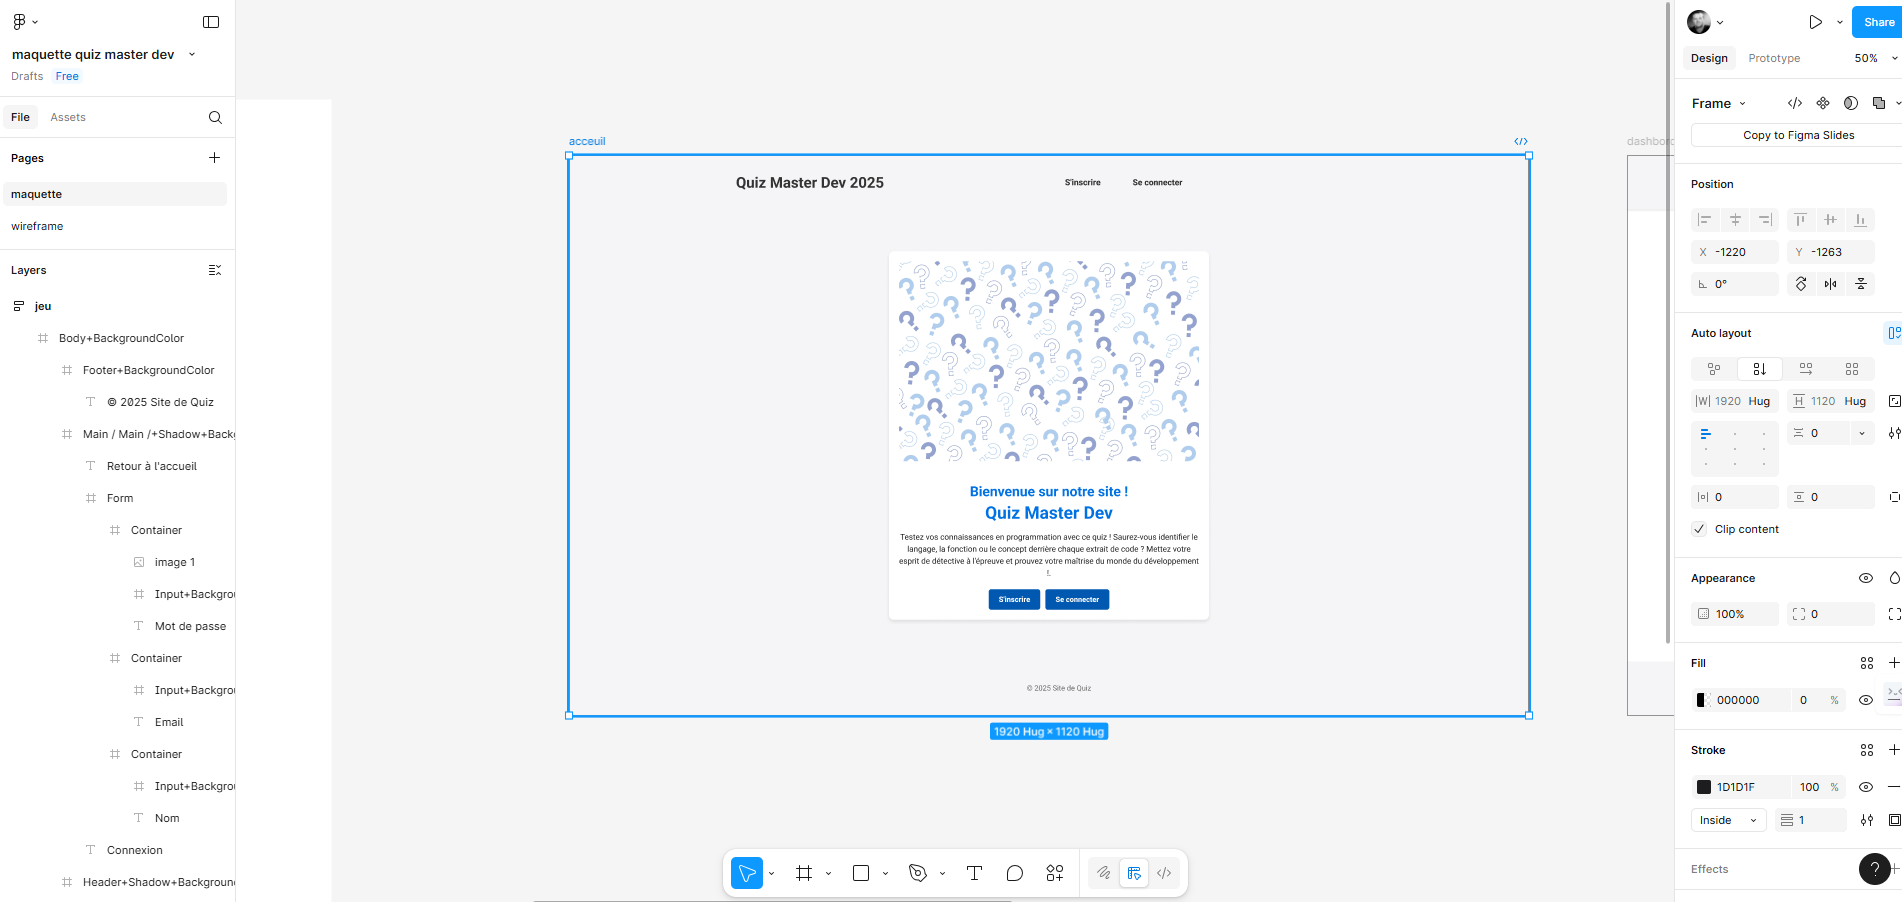 maquette quiz master dev
Drafts Free
File Assets
Pages
maquette
wireframe
Layers
jeu
Body+BackgroundColor
Footer+BackgroundColor
© 2025 Site de Quiz
Main / Main /+Shadow+Backg
Retour à l'accueil
Form
Container
image 1
Input+Backgrou
Mot de passe
Container
Input+Backgrou
Email
Container
Input+Backgrou
Nom
Connexion
Header+Shadow+Background
acceuil
Quiz Master Dev 2025
S'inscrire
Se connecter
Bienvenue sur notre site !
Quiz Master Dev
Testez vos connaissances en programmation avec ce quiz ! Saurez-vous identifier le
langage, la fonction ou le concept derrière chaque extrait de code ? Mettez votre
esprit de détective à l'épreuve et prouvez votre maîtrise du monde du développement
!.
S'inscrire
Se connecter
© 2025 Site de Quiz
1920 Hug × 1120 Hug
dashbord
Share
Design Prototype 50%
Frame
Copy to Figma Slides
Position
X -1220 Y -1263
0°
Auto layout
W 1920 Hug H 1120 Hug
0
0 0
Clip content
Appearance
100% 0
Fill
000000 0 %
Stroke
1D1D1F 100 %
Inside 1
Effects
?